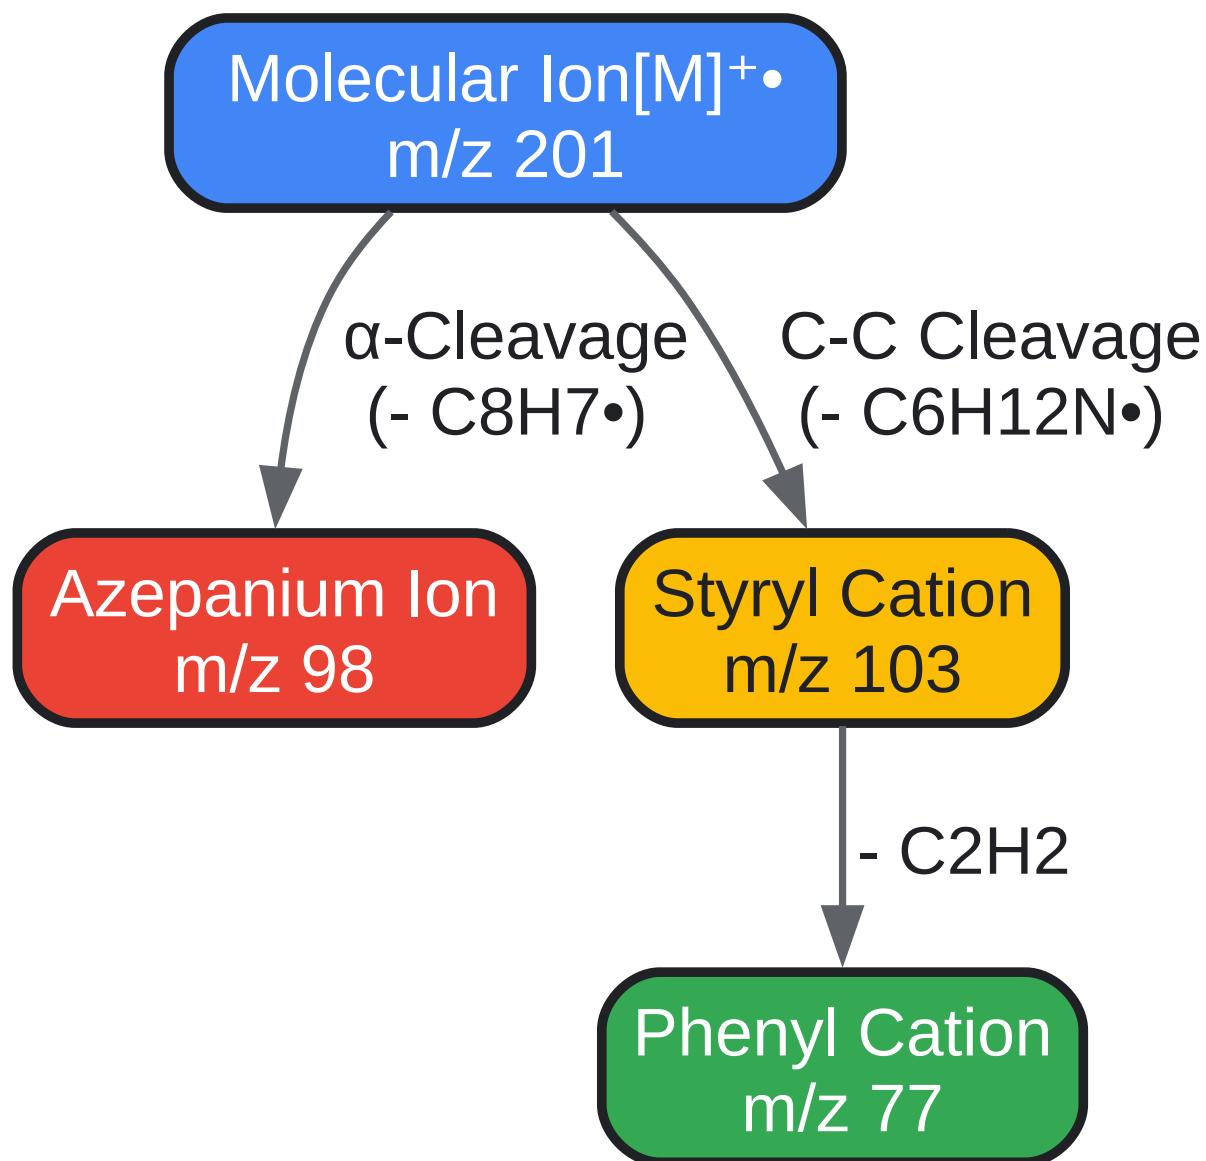 Molecular Ion[M]⁺•
m/z 201
α-Cleavage
(- C8H7•)
C-C Cleavage
(- C6H12N•)
Azepanium Ion
m/z 98
Styryl Cation
m/z 103
- C2H2
Phenyl Cation
m/z 77